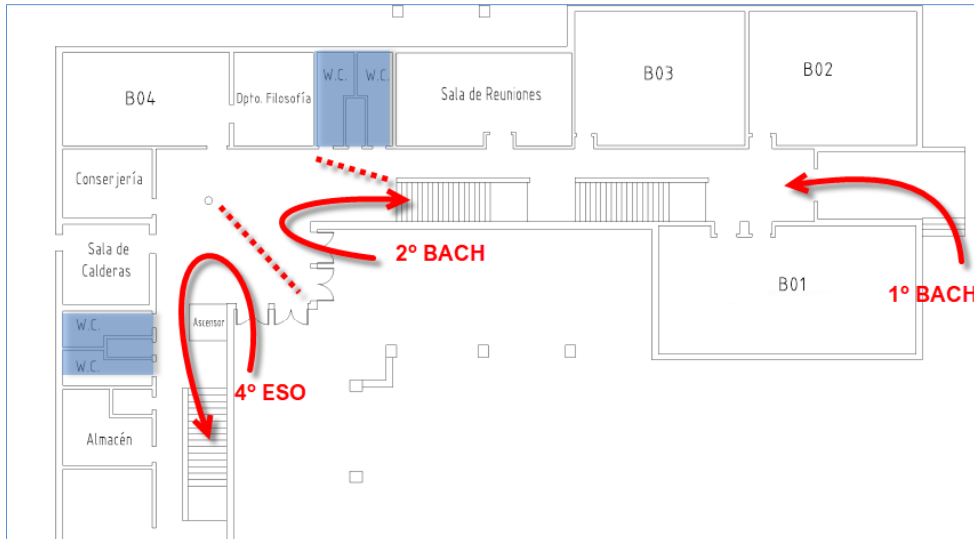 B04
Dpto. Filosofía
W.C.
W.C.
Sala de Reuniones
B03
B02
Conserjería
Sala de
Calderas
2º BACH
B01
1º BACH
W.C.
W.C.
Ascensor
4º ESO
Almacén